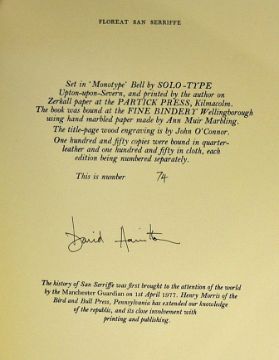 FLOREAT SAN SERRIFFE
Set in 'Monotype' Bell by SOLO-TYPE
Upton-upon-Severn, and printed by the author on
Zerkall paper at the PARTICK PRESS, Kilmacolm.
The book was bound at the FINE BINDERY Wellingborough
using hand marbled paper made by Ann Muir Marbling.
The title-page wood engraving is by John O'Connor.
One hundred and fifty copies were bound in quarter-
leather and one hundred and fifty in cloth, each
edition being numbered separately.
This is number 74
David
The history of San Serriffe was first brought to the attention of the world
by the Manchester Guardian on 1st April 1977. Henry Morris of the
Bird and Bull Press, Pennsylvania has extended our knowledge
of the republic, and its close involvement with
printing and publishing.